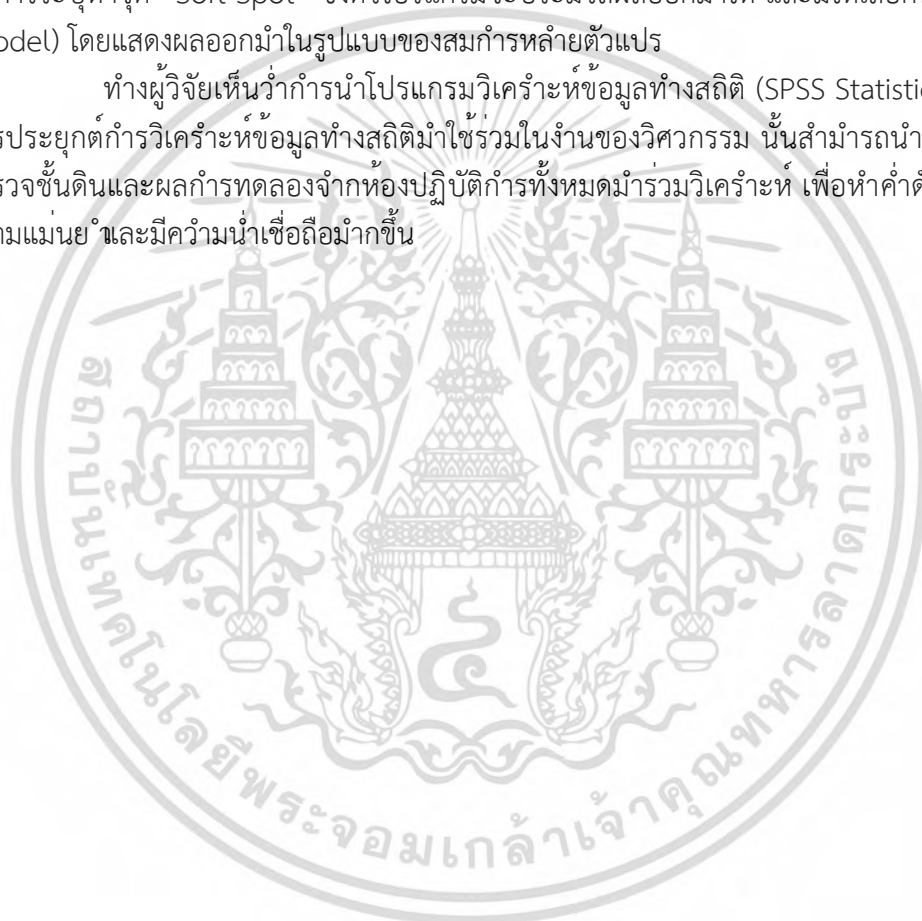 odel) โดยแสดงผลออกมำในรูปแบบของสมกำรหลำยตัวแปร
ทำงผู้วิจัยเห็นว่ำกำรนำโปรแกรมวิเครำะห์ข้อมูลทำงสถิติ (SPSS Statistic
รประยุกต์กำรวิเครำะห์ข้อมูลทำงสถิติมำใช้ร่วมในงำนของวิศวกรรม นั้นสำมำรถนำ
รวจชั้นดินและผลกำรทดลองจำกห้องปฏิบัติกำรทั้งหมดมำร่วมวิเครำะห์ เพื่อหำค่ำดั
ำมแม่นย ำและมีควำมน่ำเชื่อถือมำกขึ้น
สถาบันเทคโนโลยีพระจอมเกล้าเจ้าคุณทหารลาดกระบัง